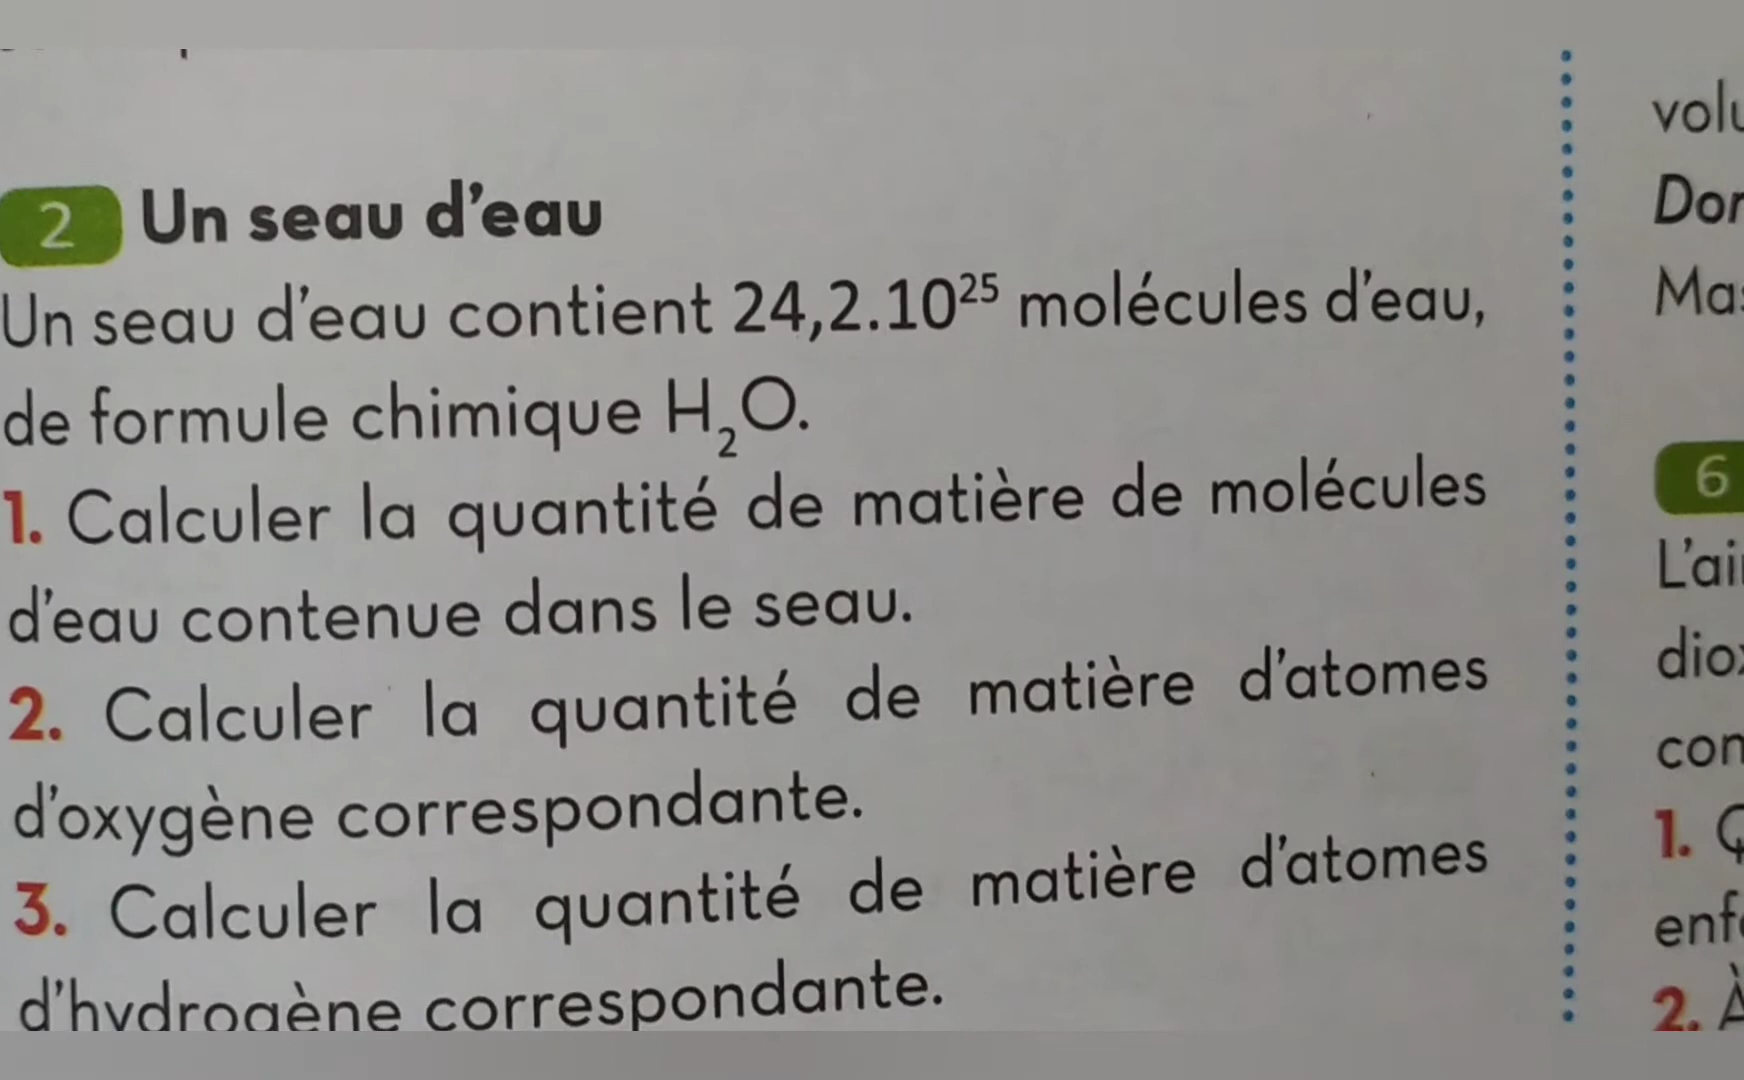 2 Un seau d'eau
Un seau d'eau contient 24,2.10²⁵ molécules d'eau,
de formule chimique H₂O.
1. Calculer la quantité de matière de molécules
d'eau contenue dans le seau.
2. Calculer la quantité de matière d'atomes
d'oxygène correspondante.
3. Calculer la quantité de matière d'atomes
d'hydrogène correspondante.
6
1.
2. À